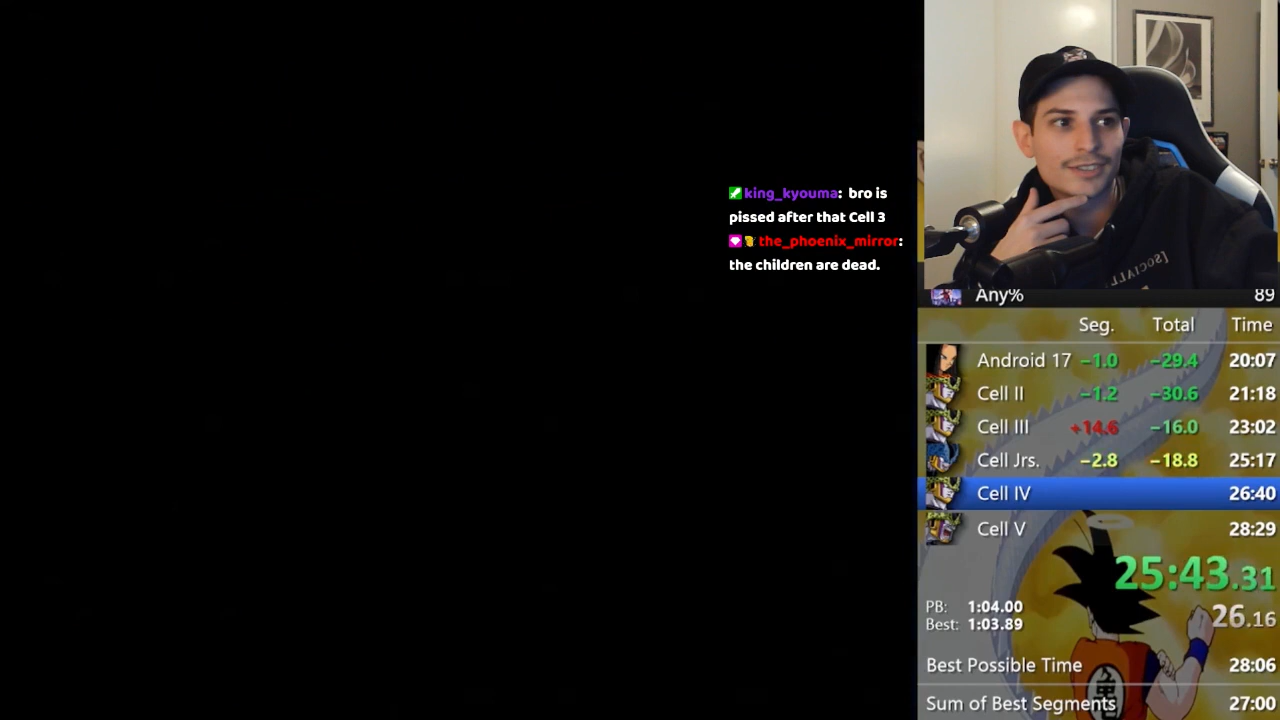 king_kyouma: bro is
pissed after that Cell 3
the_phoenix_mirror:
the children are dead.
[SOCIALL
Any% 89
Seg. Total Time
Android 17 −1.0 −29.4 20:07
Cell II −1.2 −30.6 21:18
Cell III +14.6 −16.0 23:02
Cell Jrs. −2.8 −18.8 25:17
Cell IV 26:40
Cell V 28:29
25:43.31
PB: 1:04.00
Best: 1:03.89
26.16
亀
Best Possible Time 28:06
Sum of Best Segments 27:00